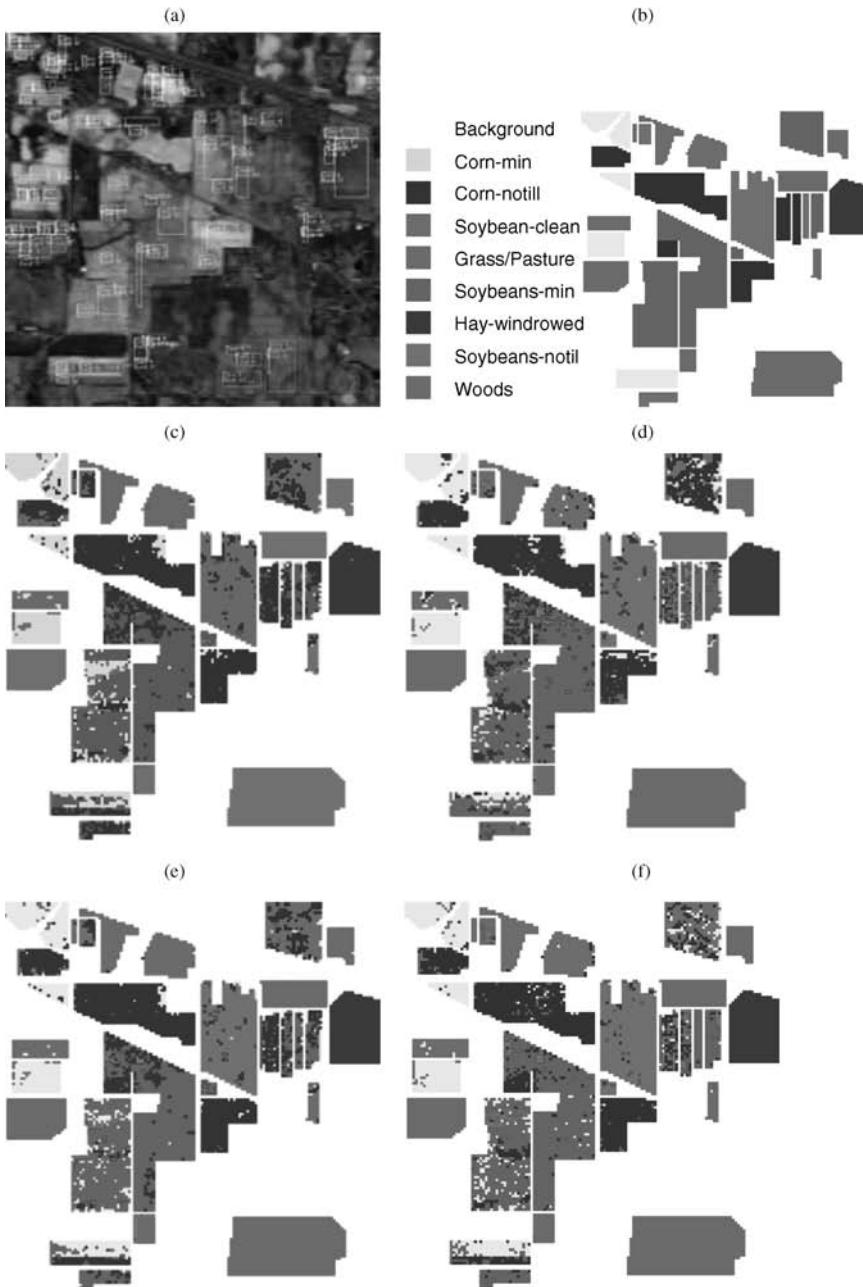 (a)
(b)
Background
Corn-min
Corn-notill
Soybean-clean
Grass/Pasture
Soybeans-min
Hay-windrowed
Soybeans-notil
Woods
(c)
(d)
(e)
(f)